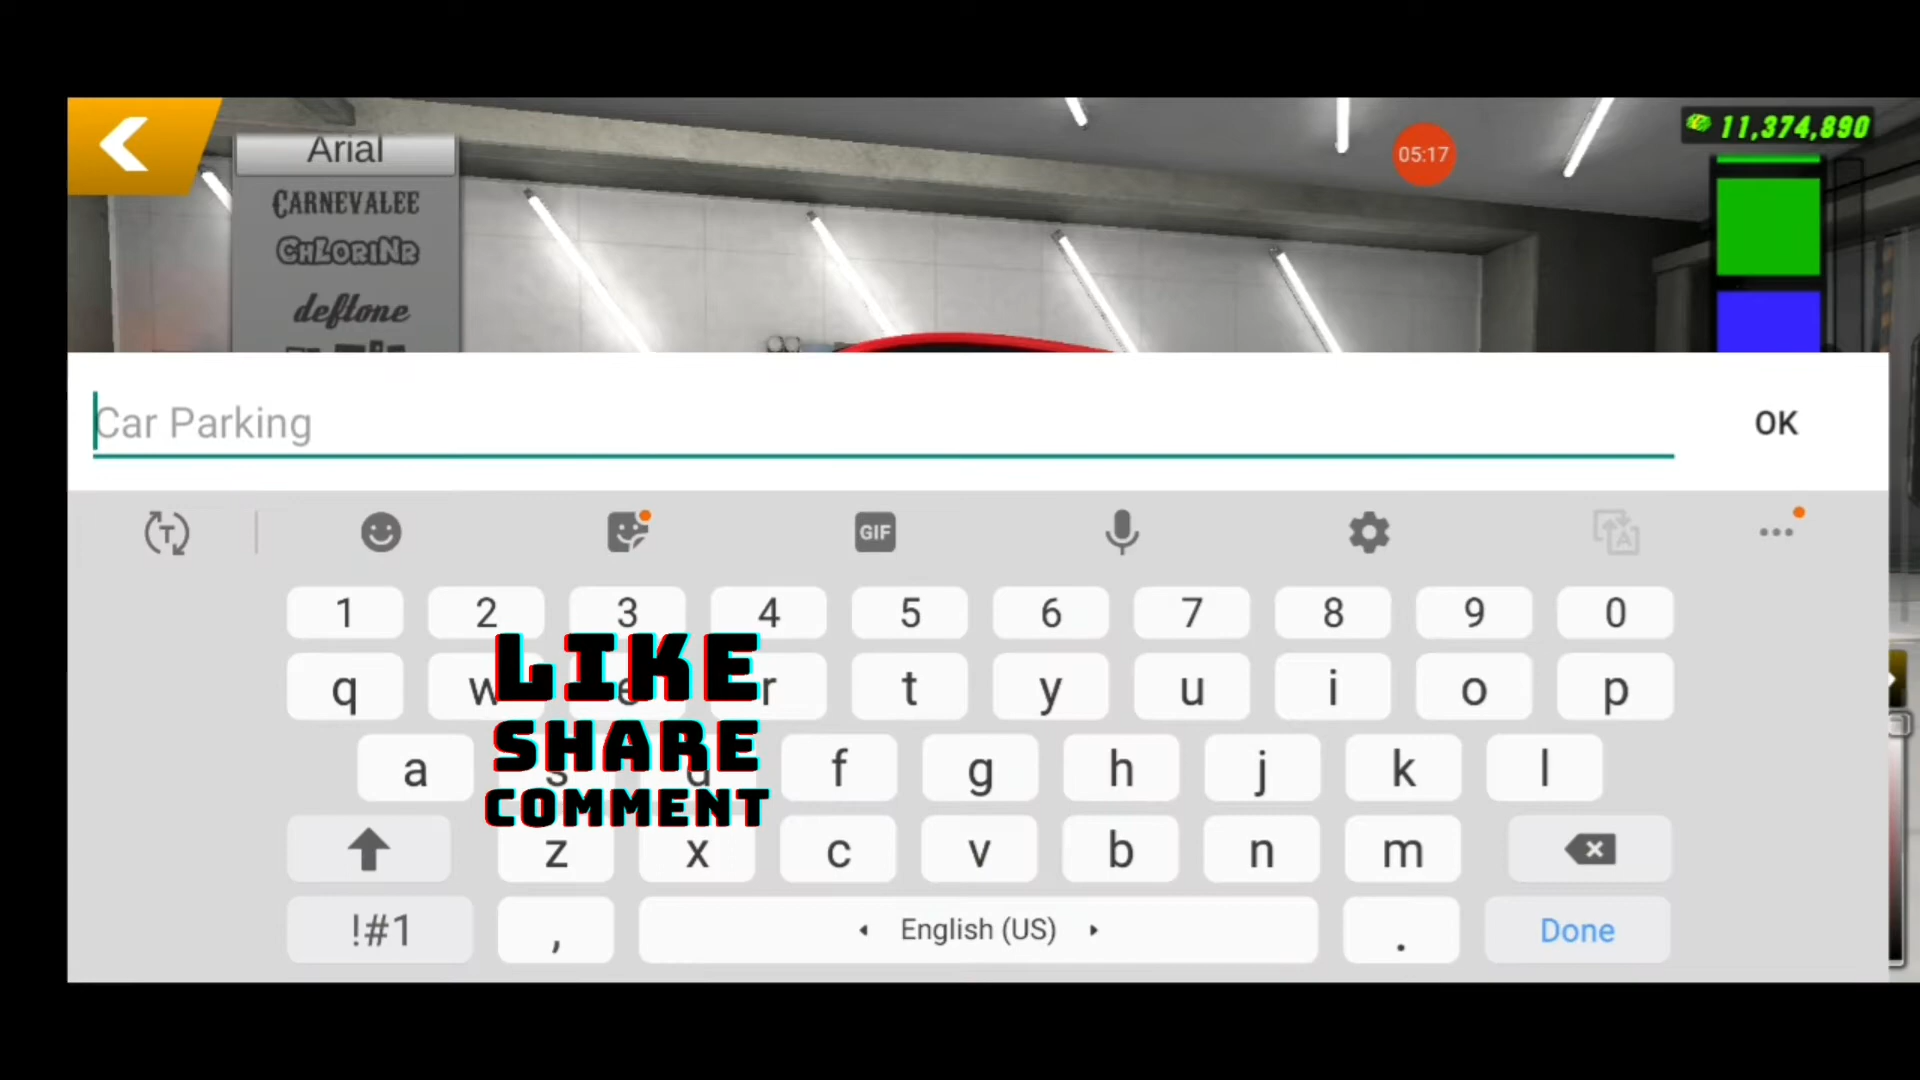 11,374,890
05:17
Arial
CARNEVALEE
CHLORINR
deftone
Car Parking
OK
GIF
1 2 3 4 5 6 7 8 9 0
q w e r t y u i o p
LIKE
SHARE
COMMENT
a s d f g h j k l
z x c v b n m
!#1 , English (US) . Done